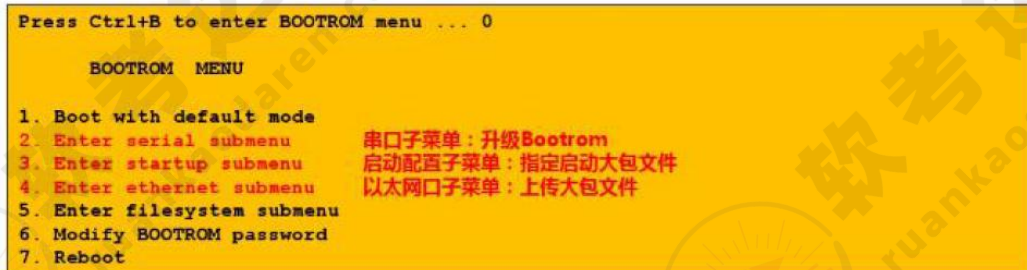 Press Ctrl+B to enter BOOTROM menu ... 0
BOOTROM MENU
1. Boot with default mode
2. Enter serial submenu 串口子菜单：升级Bootrom
3. Enter startup submenu 启动配置子菜单：指定启动大包文件
4. Enter ethernet submenu 以太网口子菜单：上传大包文件
5. Enter filesystem submenu
6. Modify BOOTROM password
7. Reboot